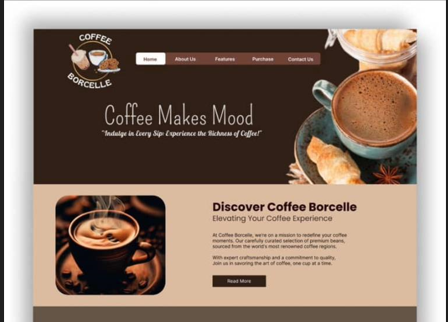 COFFEE
BORCELLE
Home About Us Features Purchase Contact Us
Coffee Makes Mood
"Indulge in Every Sip: Experience the Richness of Coffee!"
Discover Coffee Borcelle
Elevating Your Coffee Experience
At Coffee Borcelle, we're on a mission to redefine your coffee
moments. Our carefully curated selection of premium beans,
sourced from the world's most renowned coffee regions.
With expert craftsmanship and a commitment to quality,
Join us in savoring the art of coffee, one cup at a time.
Read More